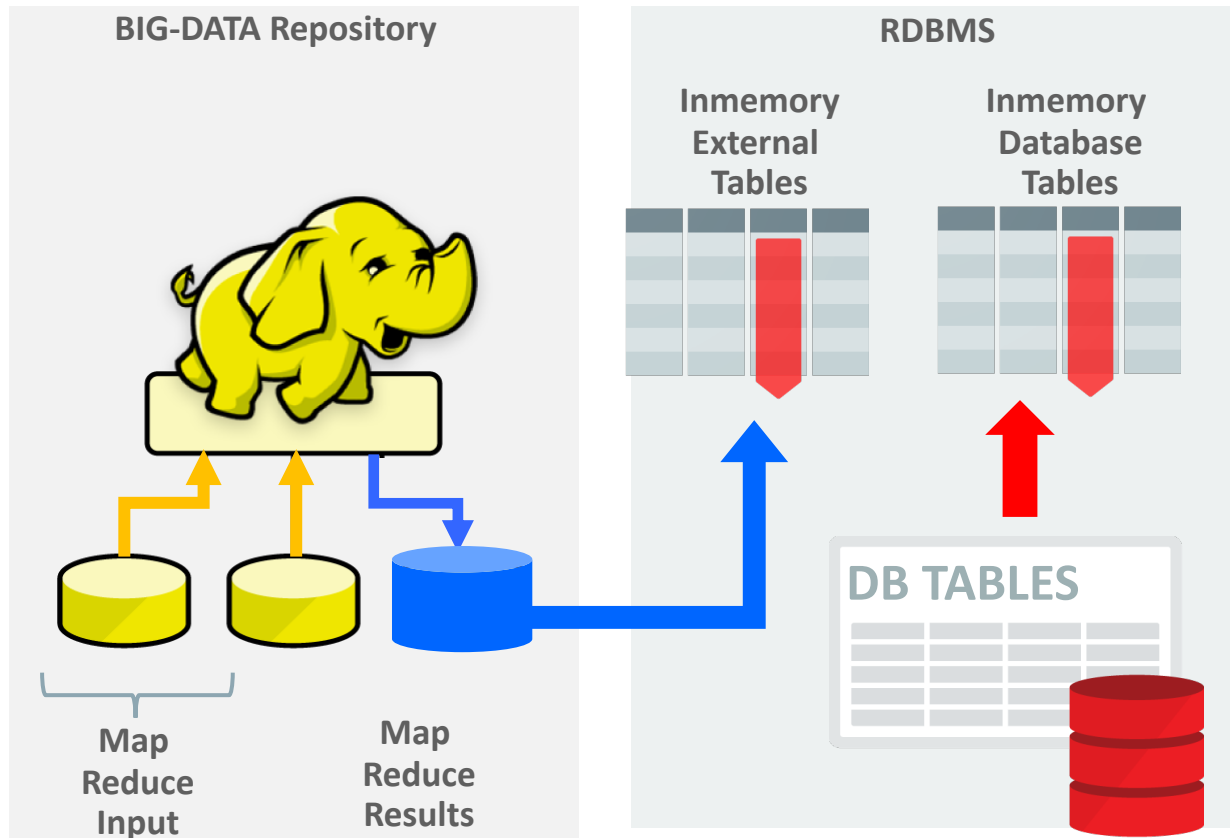 BIG-DATA Repository
Map
Reduce
Input
Map
Reduce
Results
RDBMS
Inmemory
External
Tables
Inmemory
Database
Tables
DB TABLES